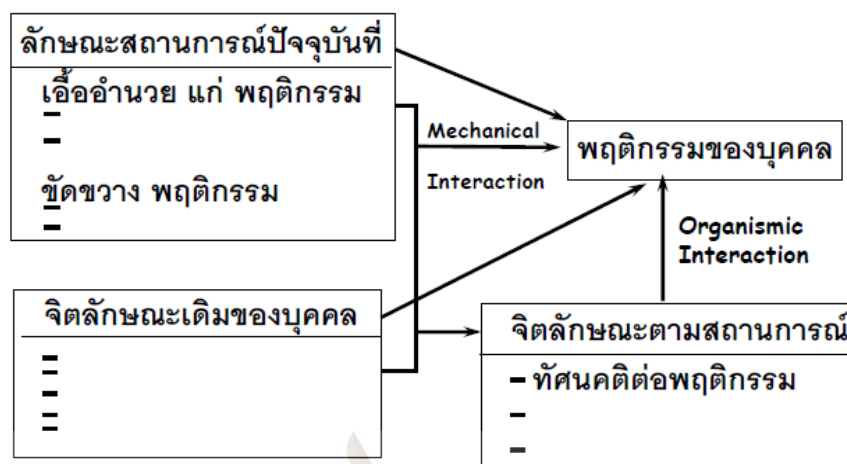 ลักษณะสถานการณ์ปัจจุบันที่
เอื้ออำนวย แก่ พฤติกรรม
ขัดขวาง พฤติกรรม
Mechanical
Interaction
พฤติกรรมของบุคคล
Organismic
Interaction
จิตลักษณะเดิมของบุคคล
จิตลักษณะตามสถานการณ์
- ทัศนคติต่อพฤติกรรม